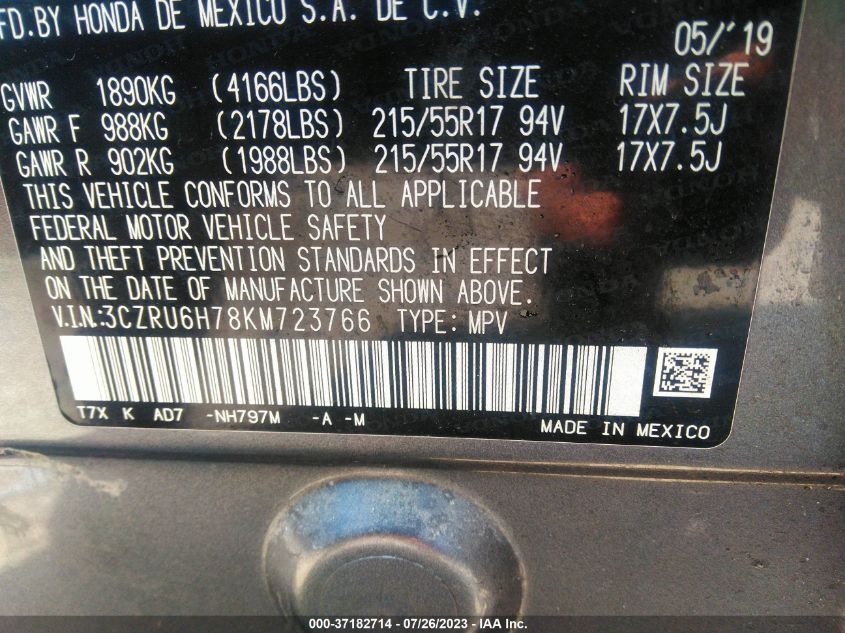 FD.BY HONDA DE MEXICO S.A. DE C.V.
05/'19
GVWR 1890KG (4166LBS) TIRE SIZE RIM SIZE
GAWR F 988KG (2178LBS) 215/55R17 94V 17X7.5J
GAWR R 902KG (1988LBS) 215/55R17 94V 17X7.5J
THIS VEHICLE CONFORMS TO ALL APPLICABLE
FEDERAL MOTOR VEHICLE SAFETY
AND THEFT PREVENTION STANDARDS IN EFFECT
ON THE DATE OF MANUFACTURE SHOWN ABOVE.
V.I.N:3CZRU6H78KM723766 TYPE: MPV
T7X K AD7 -NH797M -A -M
MADE IN MEXICO
000-37182714 - 07/26/2023 - IAA Inc.